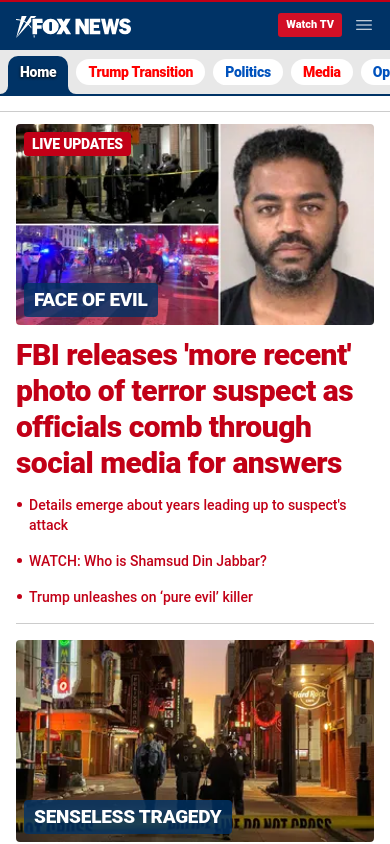 FOX NEWS
Watch TV
Home
Trump Transition
Politics
Media
Op
LIVE UPDATES
FACE OF EVIL
FBI releases 'more recent'
photo of terror suspect as
officials comb through
social media for answers
• Details emerge about years leading up to suspect's
attack
• WATCH: Who is Shamsud Din Jabbar?
• Trump unleashes on ‘pure evil’ killer
Hard Rock
SENSELESS TRAGEDY
CROSS
POLICE LINE DO NOT CROSS